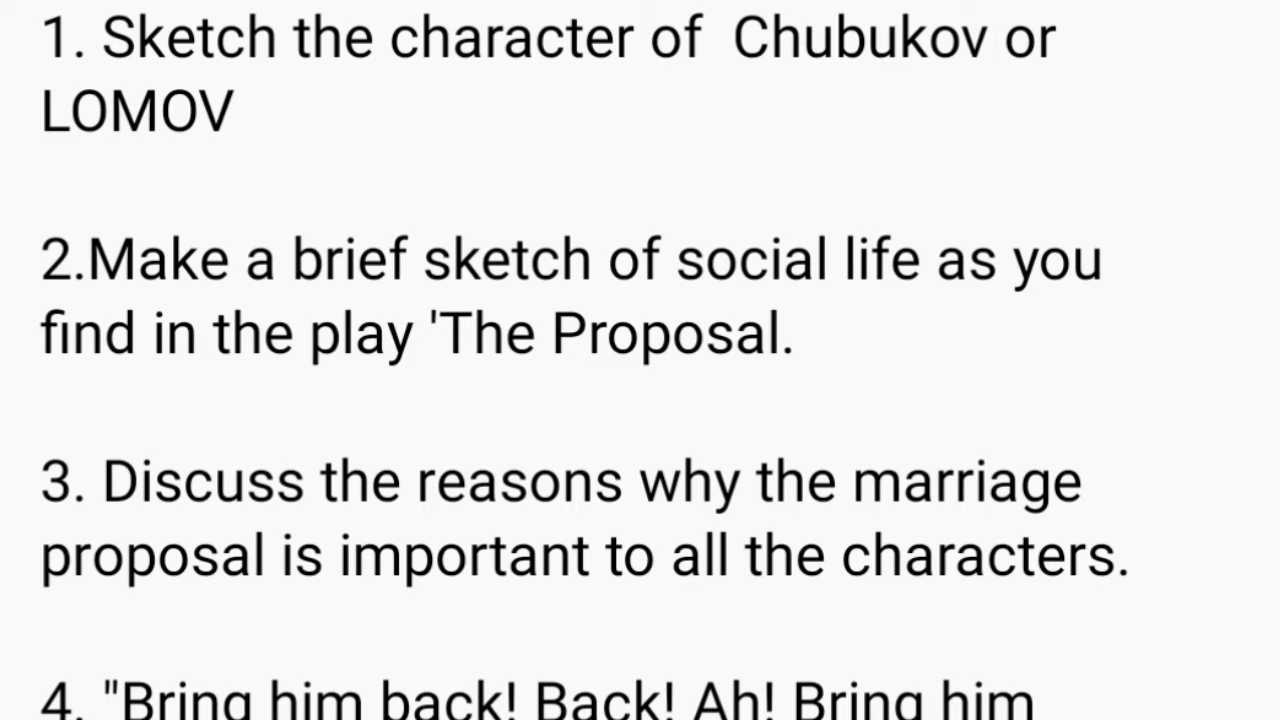 1. Sketch the character of Chubukov or
LOMOV
2.Make a brief sketch of social life as you
find in the play 'The Proposal.
3. Discuss the reasons why the marriage
proposal is important to all the characters.
4. "Bring him back! Back! Ah! Bring him